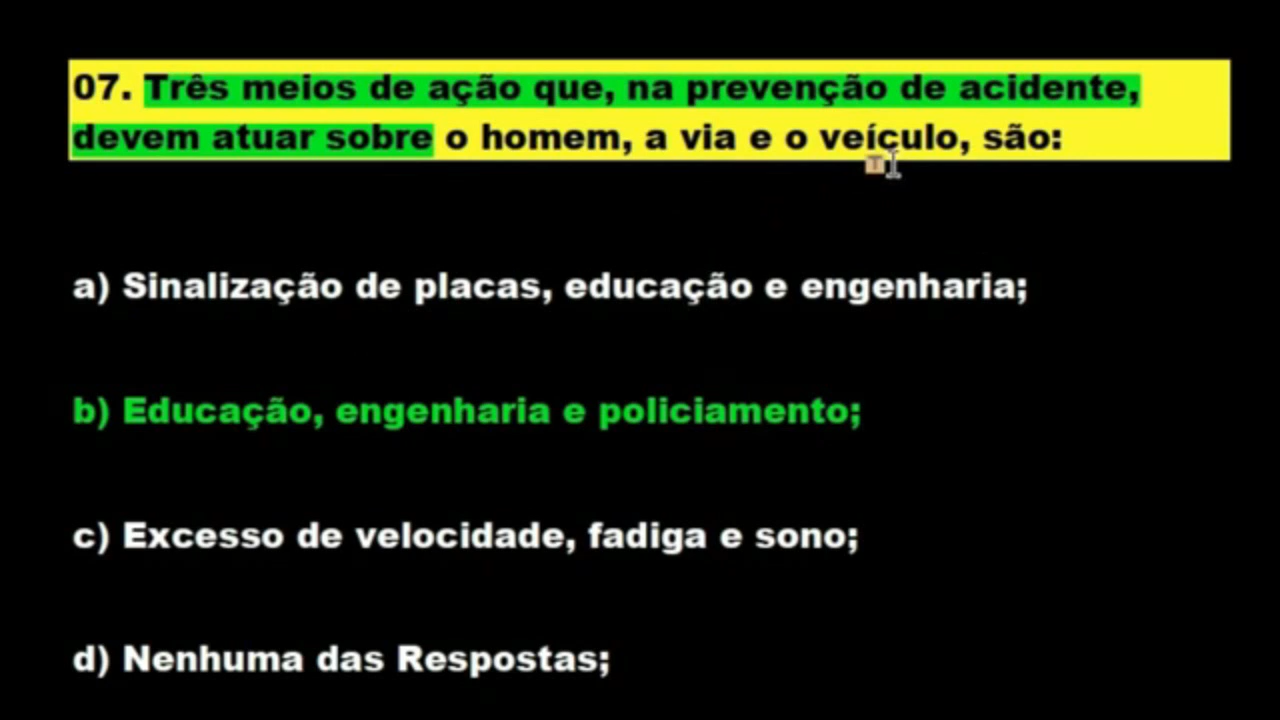 07. Três meios de ação que, na prevenção de acidente,
devem atuar sobre o homem, a via e o veículo, são:
a) Sinalização de placas, educação e engenharia;
b) Educação, engenharia e policiamento;
c) Excesso de velocidade, fadiga e sono;
d) Nenhuma das Respostas;